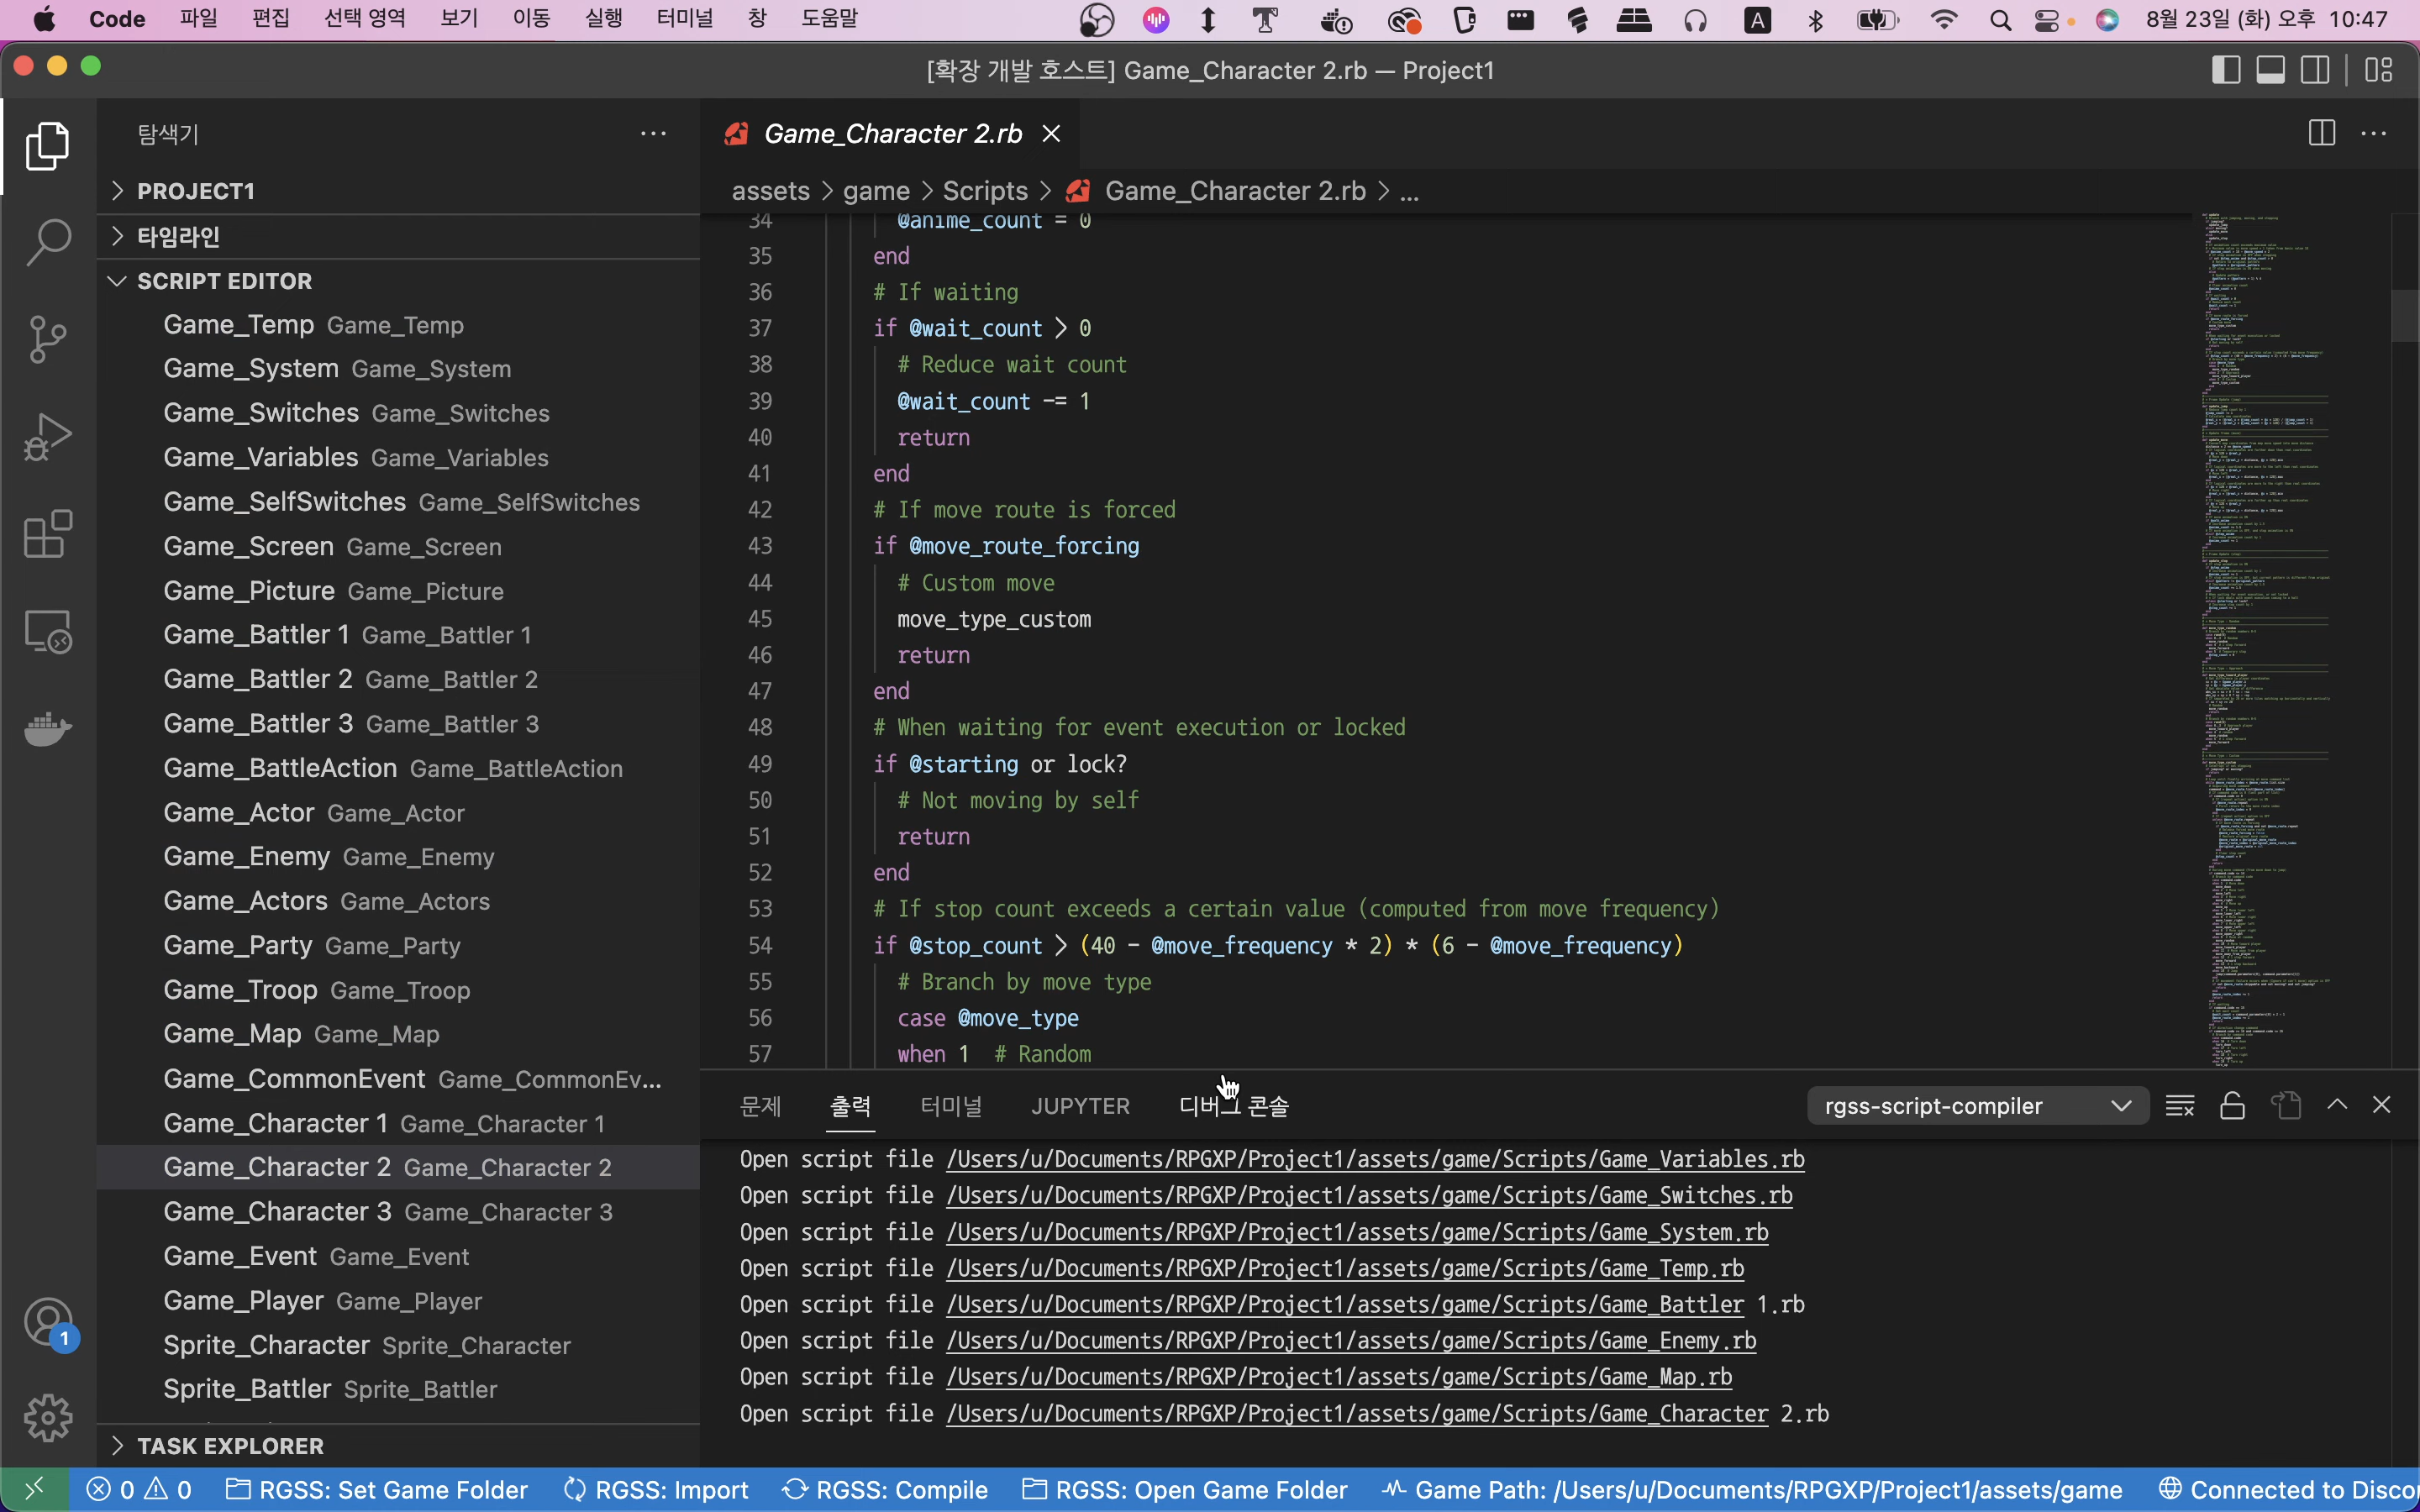 Code 파일 편집 선택 영역 보기 이동 실행 터미널 창 도움말 A 8월 23일 (화) 오후 10:47
[확장 개발 호스트] Game_Character 2.rb — Project1
탐색기
PROJECT1
타임라인
SCRIPT EDITOR
Game_Temp Game_Temp
Game_System Game_System
Game_Switches Game_Switches
Game_Variables Game_Variables
Game_SelfSwitches Game_SelfSwitches
Game_Screen Game_Screen
Game_Picture Game_Picture
Game_Battler 1 Game_Battler 1
Game_Battler 2 Game_Battler 2
Game_Battler 3 Game_Battler 3
Game_BattleAction Game_BattleAction
Game_Actor Game_Actor
Game_Enemy Game_Enemy
Game_Actors Game_Actors
Game_Party Game_Party
Game_Troop Game_Troop
Game_Map Game_Map
Game_CommonEvent Game_CommonEv...
Game_Character 1 Game_Character 1
Game_Character 2 Game_Character 2
Game_Character 3 Game_Character 3
Game_Event Game_Event
Game_Player Game_Player
Sprite_Character Sprite_Character
Sprite_Battler Sprite_Battler
TASK EXPLORER
1
Game_Character 2.rb
assets > game > Scripts > Game_Character 2.rb > ...
34 @anime_count = 0
35 end
36 # If waiting
37 if @wait_count > 0
38 # Reduce wait count
39 @wait_count -= 1
40 return
41 end
42 # If move route is forced
43 if @move_route_forcing
44 # Custom move
45 move_type_custom
46 return
47 end
48 # When waiting for event execution or locked
49 if @starting or lock?
50 # Not moving by self
51 return
52 end
53 # If stop count exceeds a certain value (computed from move frequency)
54 if @stop_count > (40 - @move_frequency * 2) * (6 - @move_frequency)
55 # Branch by move type
56 case @move_type
57 when 1 # Random
문제 출력 터미널 JUPYTER 디버그 콘솔 rgss-script-compiler
Open script file /Users/u/Documents/RPGXP/Project1/assets/game/Scripts/Game_Variables.rb
Open script file /Users/u/Documents/RPGXP/Project1/assets/game/Scripts/Game_Switches.rb
Open script file /Users/u/Documents/RPGXP/Project1/assets/game/Scripts/Game_System.rb
Open script file /Users/u/Documents/RPGXP/Project1/assets/game/Scripts/Game_Temp.rb
Open script file /Users/u/Documents/RPGXP/Project1/assets/game/Scripts/Game_Battler 1.rb
Open script file /Users/u/Documents/RPGXP/Project1/assets/game/Scripts/Game_Enemy.rb
Open script file /Users/u/Documents/RPGXP/Project1/assets/game/Scripts/Game_Map.rb
Open script file /Users/u/Documents/RPGXP/Project1/assets/game/Scripts/Game_Character 2.rb
0 0 RGSS: Set Game Folder RGSS: Import RGSS: Compile RGSS: Open Game Folder Game Path: /Users/u/Documents/RPGXP/Project1/assets/game Connected to Disco